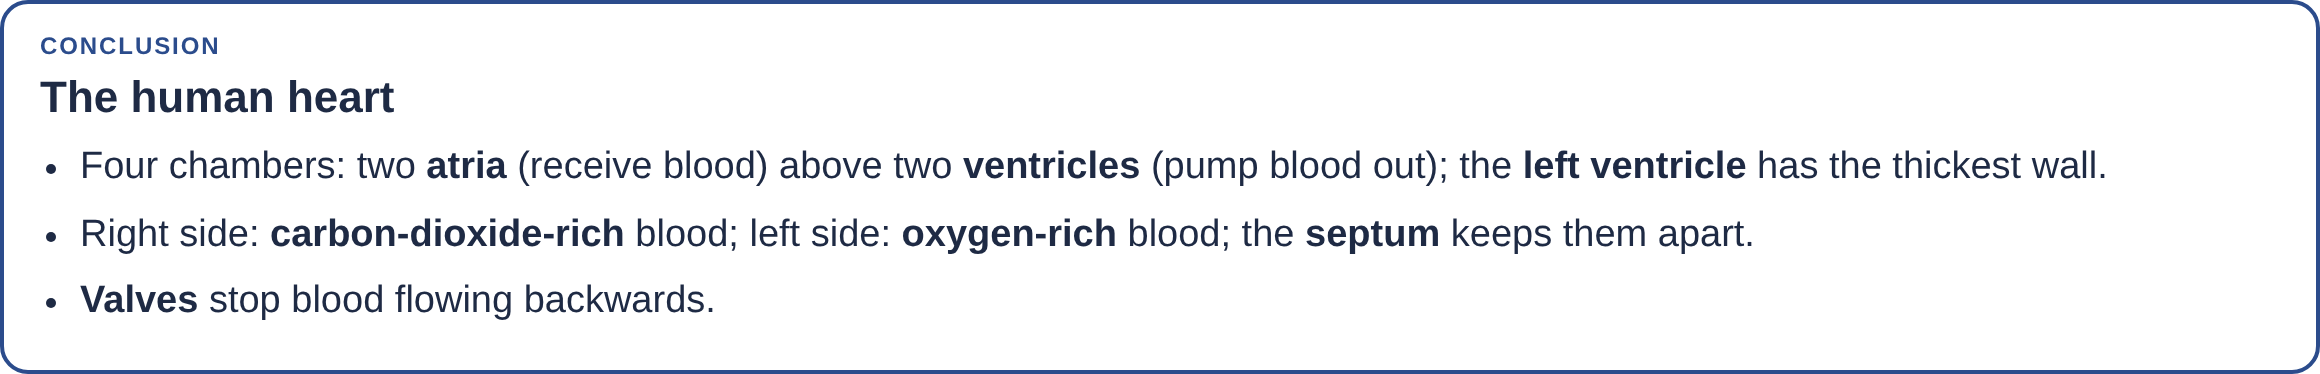 CONCLUSION
The human heart
• Four chambers: two atria (receive blood) above two ventricles (pump blood out); the left ventricle has the thickest wall.
• Right side: carbon-dioxide-rich blood; left side: oxygen-rich blood; the septum keeps them apart.
• Valves stop blood flowing backwards.